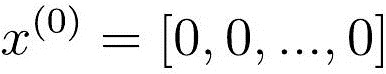 x^{(0)} = [0, 0, ..., 0]